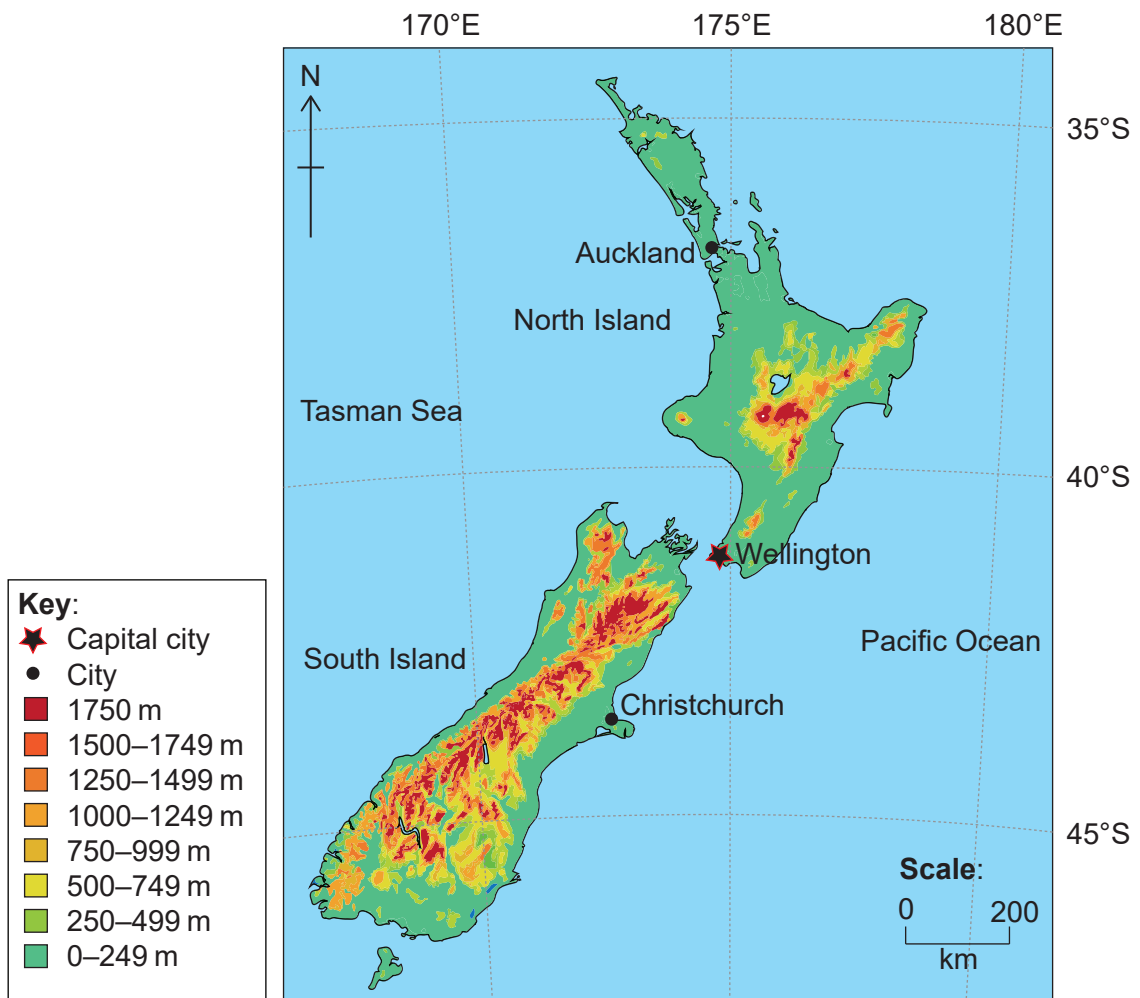 170°E 175°E 180°E
N
35°S
Auckland
North Island
Tasman Sea
40°S
Wellington
Key:
Capital city
City
1750 m
1500–1749 m
1250–1499 m
1000–1249 m
750–999 m
500–749 m
250–499 m
0–249 m
South Island
Pacific Ocean
Christchurch
45°S
Scale:
0 200
km